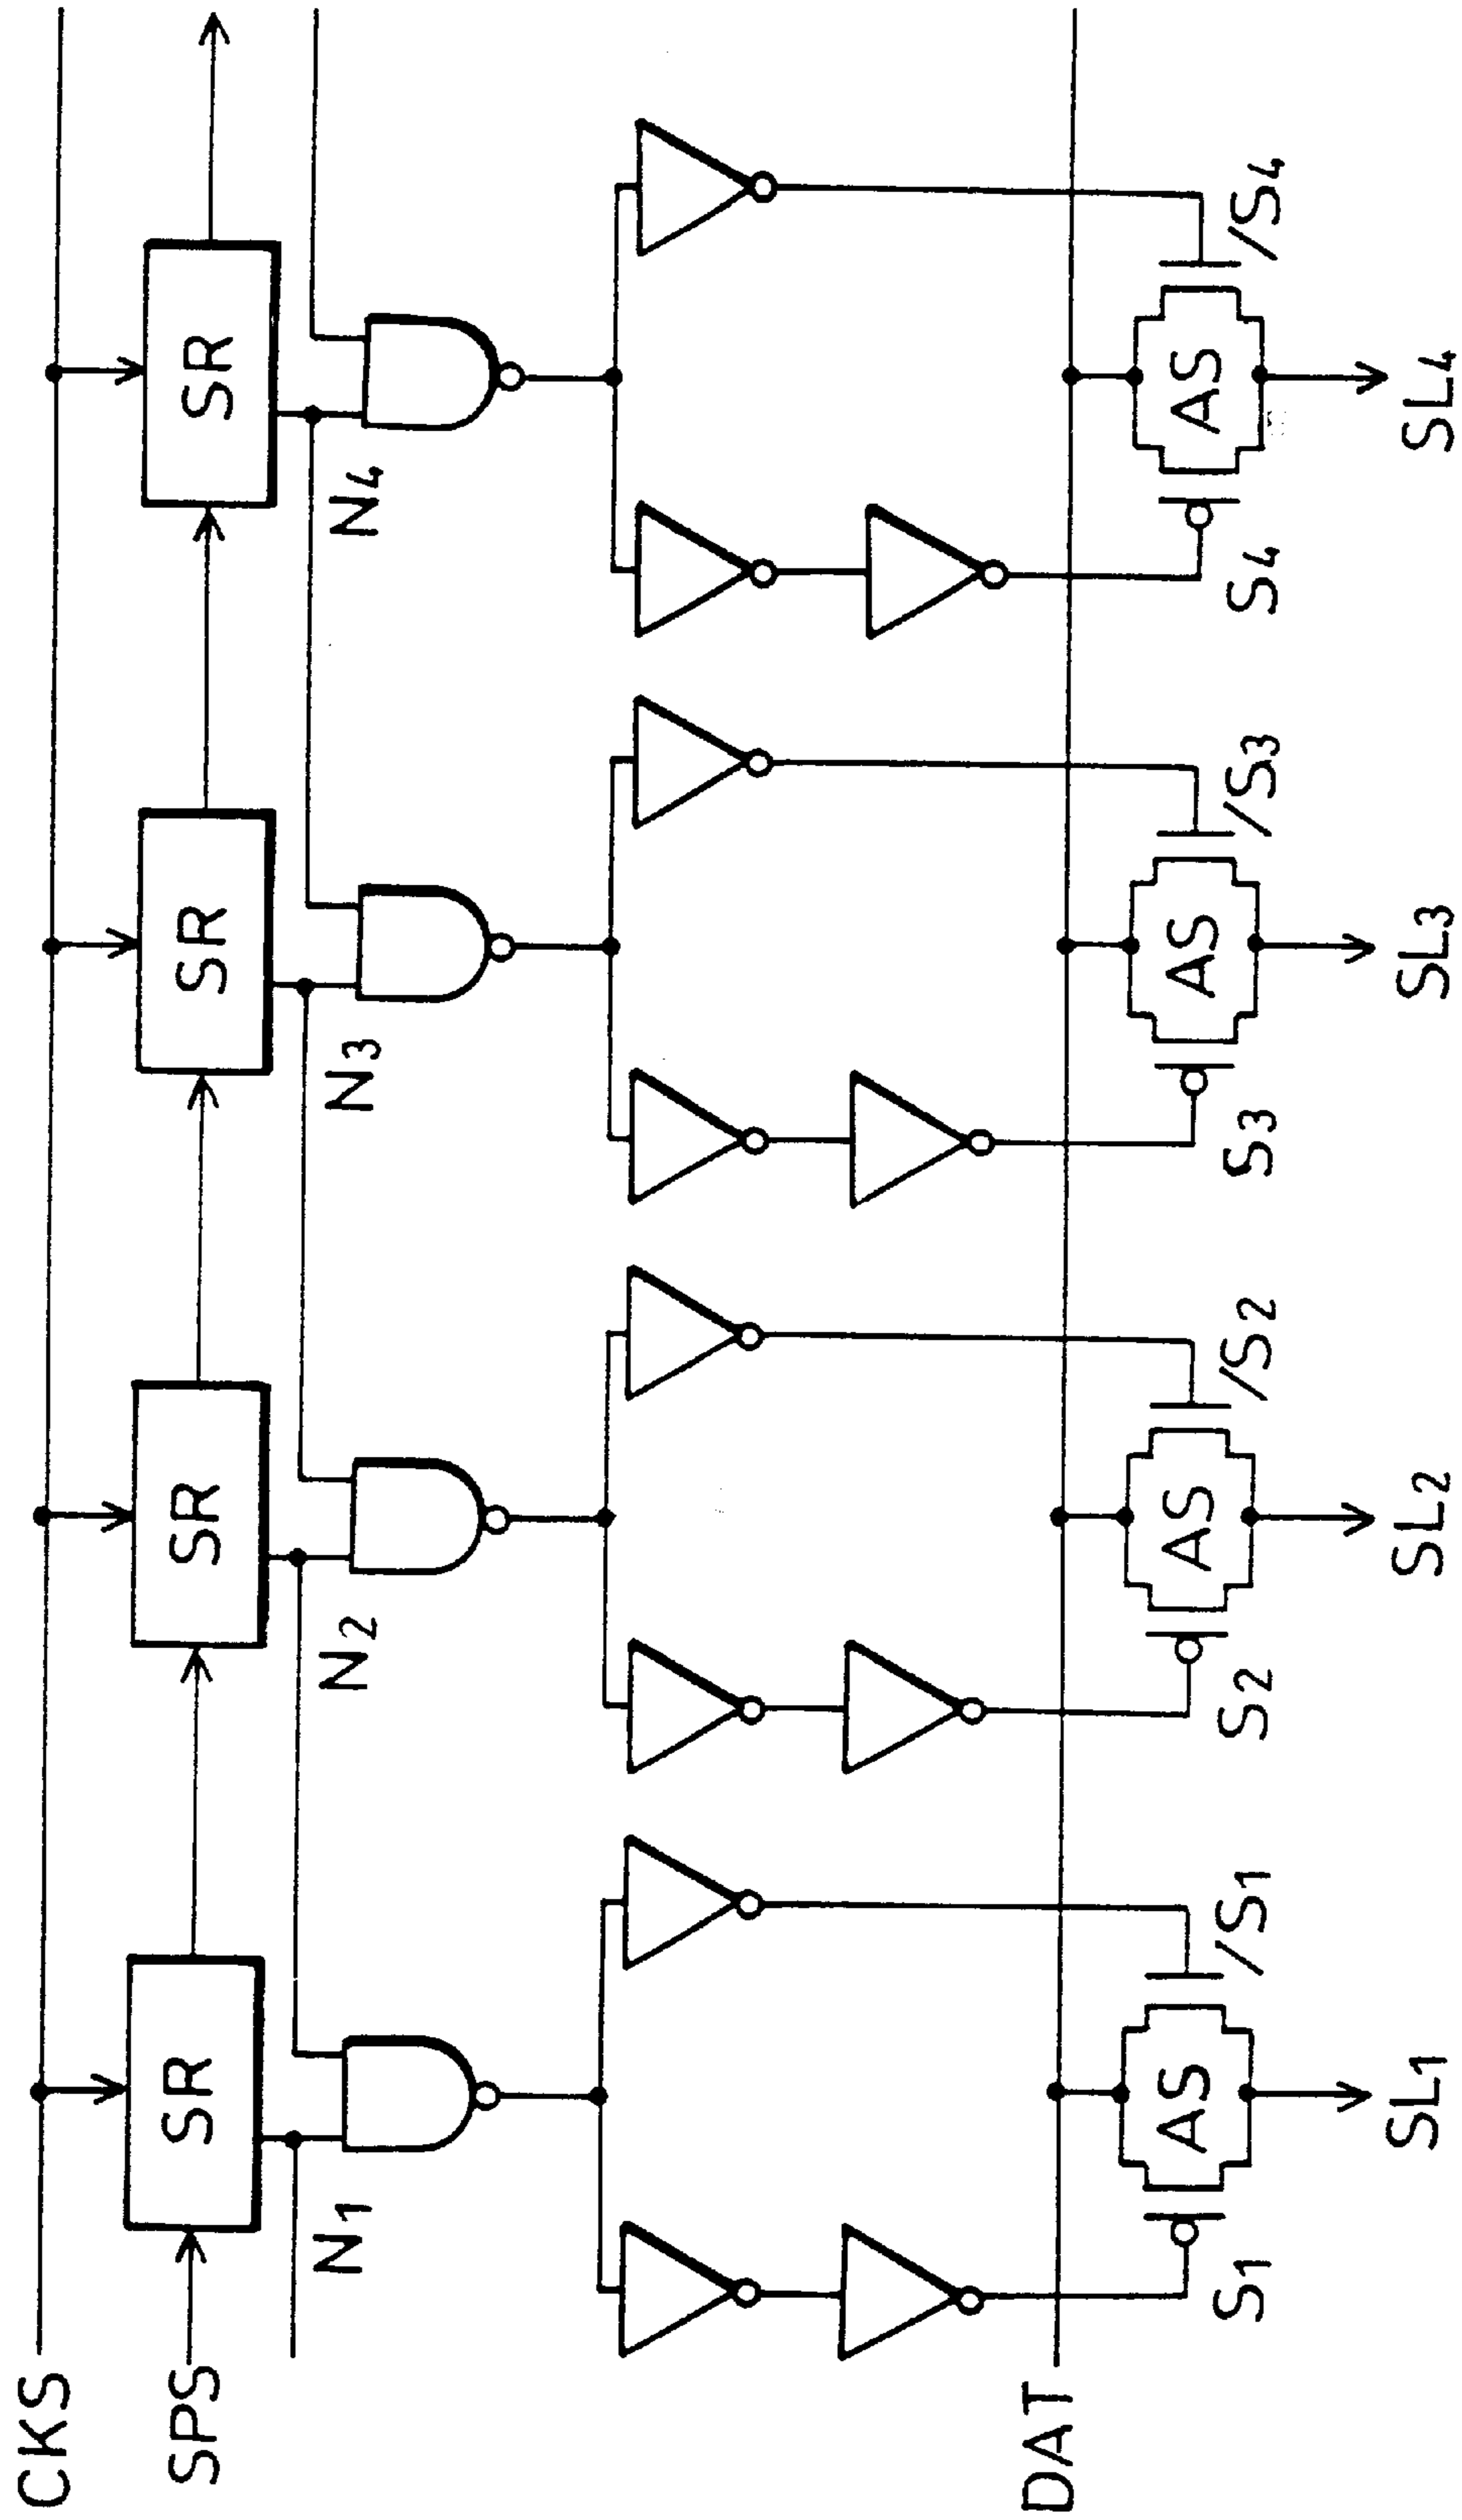 CKS
SPS
SR
SR
SR
SR
N1
N2
N3
N4
DAT
AS
AS
AS
AS
S1
/S1
S2
/S2
S3
/S3
S4
/S4
SL1
SL2
SL3
SL4